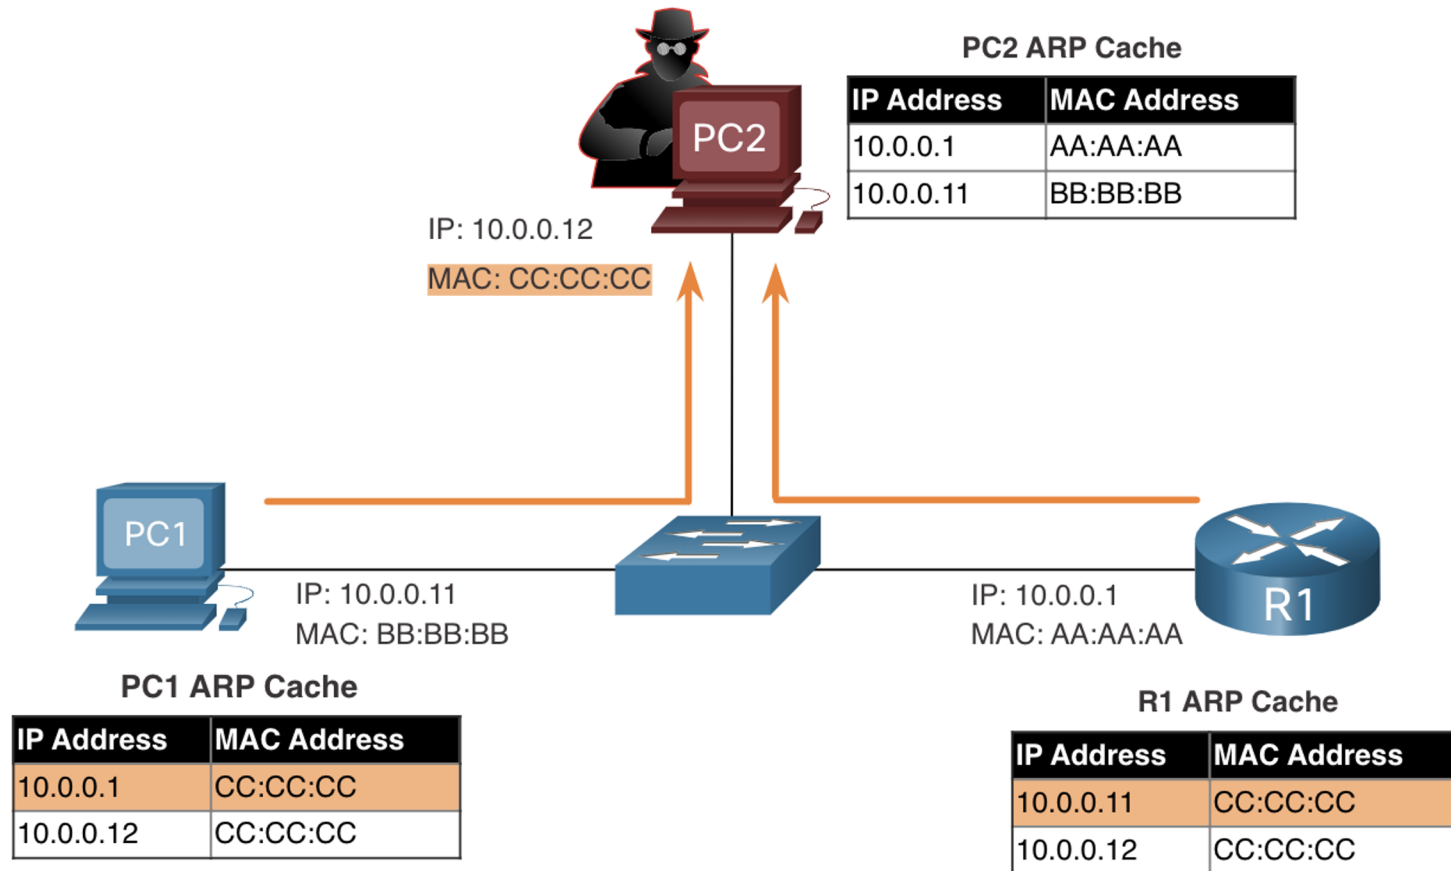 PC2 ARP Cache
IP Address MAC Address
10.0.0.1 AA:AA:AA
10.0.0.11 BB:BB:BB
PC2
IP: 10.0.0.12
MAC: CC:CC:CC
PC1
IP: 10.0.0.11
MAC: BB:BB:BB
IP: 10.0.0.1
MAC: AA:AA:AA
R1
PC1 ARP Cache
IP Address MAC Address
10.0.0.1 CC:CC:CC
10.0.0.12 CC:CC:CC
R1 ARP Cache
IP Address MAC Address
10.0.0.11 CC:CC:CC
10.0.0.12 CC:CC:CC